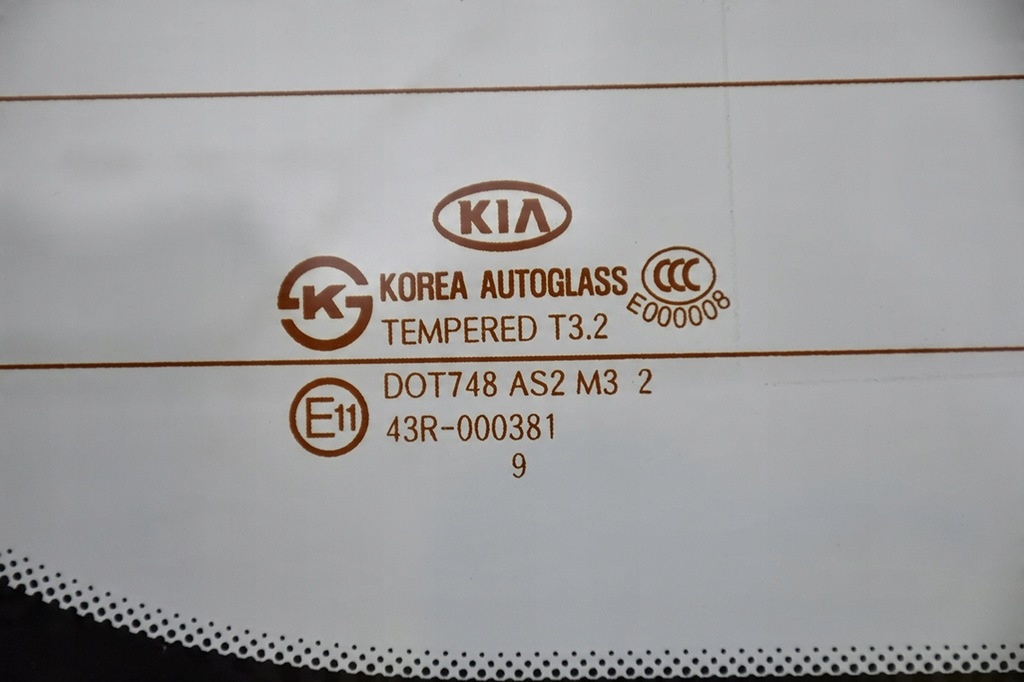 KIA
K
KOREA AUTOGLASS
CCC
E000008
TEMPERED T3.2
E11
DOT748 AS2 M3 2
43R-000381
9